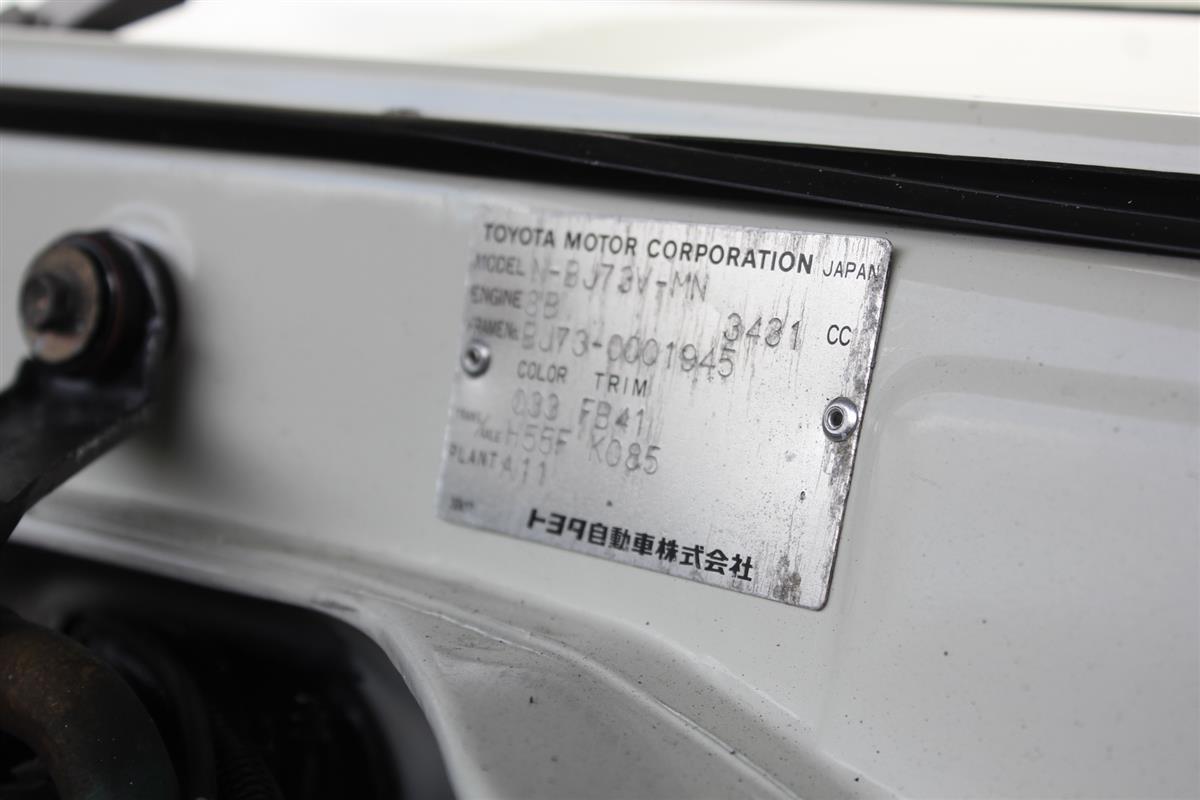 TOYOTA MOTOR CORPORATION JAPAN
MODEL N-BJ73V-MN
ENGINE 3B 3431 CC
FRAME No. BJ73-0001945
COLOR TRIM
033 FB41
TRANS/AXLE H55F K085
PLANT A11
トヨタ自動車株式会社